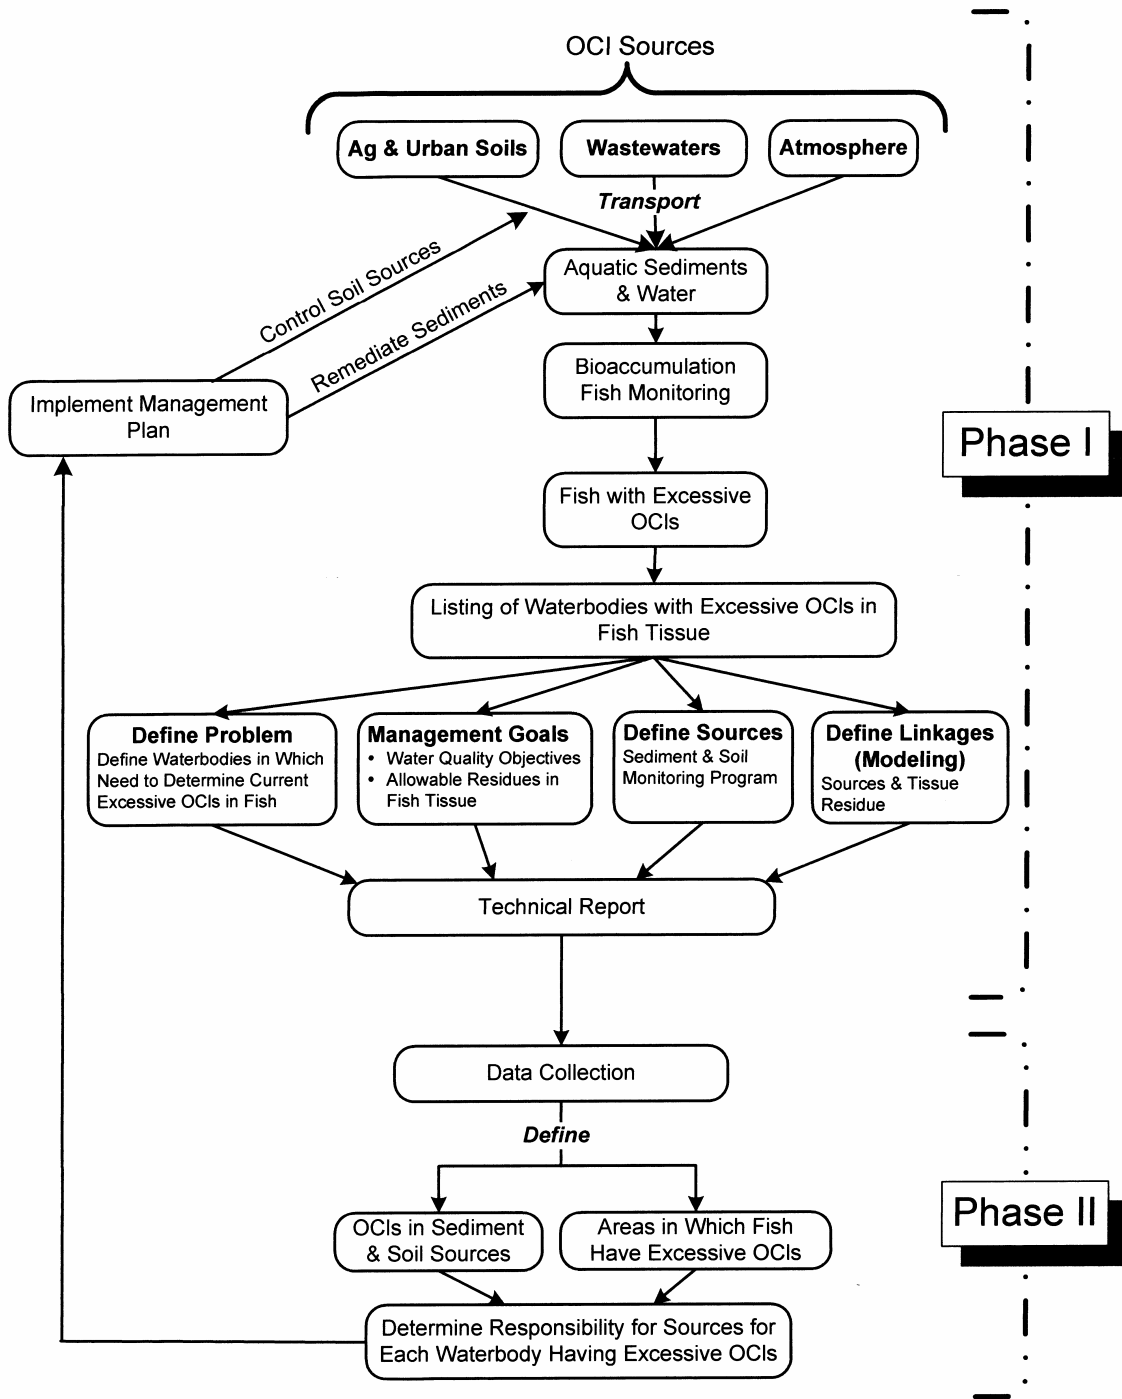 OCl Sources
Ag & Urban Soils
Wastewaters
Atmosphere
Transport
Aquatic Sediments
& Water
Control Soil Sources
Remediate Sediments
Bioaccumulation
Fish Monitoring
Implement Management
Plan
Phase I
Fish with Excessive
OCls
Listing of Waterbodies with Excessive OCls in
Fish Tissue
Define Problem
Define Waterbodies in Which
Need to Determine Current
Excessive OCls in Fish
Management Goals
• Water Quality Objectives
• Allowable Residues in
Fish Tissue
Define Sources
Sediment & Soil
Monitoring Program
Define Linkages
(Modeling)
Sources & Tissue
Residue
Technical Report
Data Collection
Define
OCls in Sediment
& Soil Sources
Areas in Which Fish
Have Excessive OCls
Phase II
Determine Responsibility for Sources for
Each Waterbody Having Excessive OCls